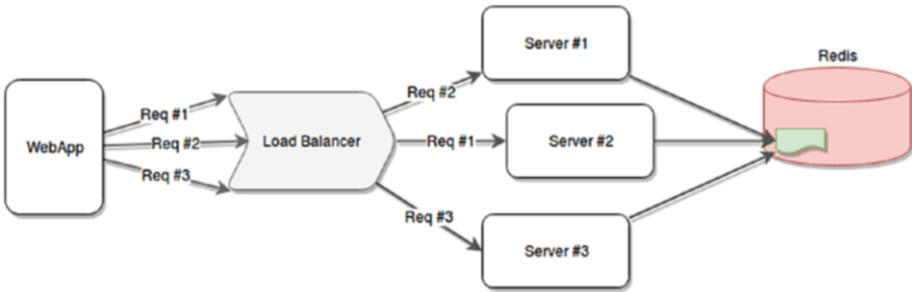 WebApp
Req #1
Req #2
Req #3
Load Balancer
Req #2
Req #1
Req #3
Server #1
Server #2
Server #3
Redis